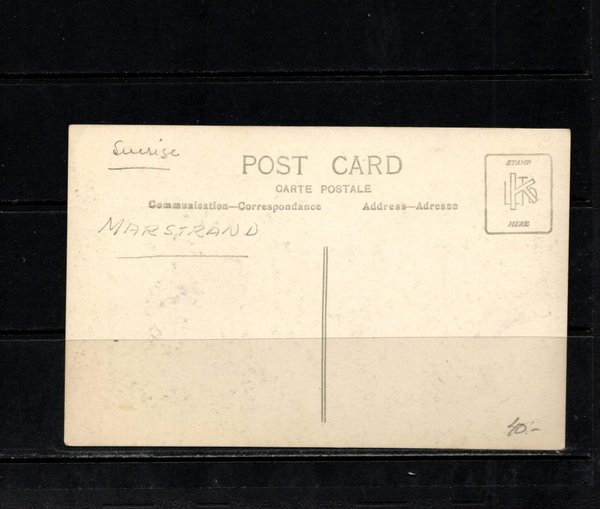 Sverige
POST CARD
CARTE POSTALE
Communication—Correspondance Address—Adresse
MARSTRAND
STAMP
HERE
40:-